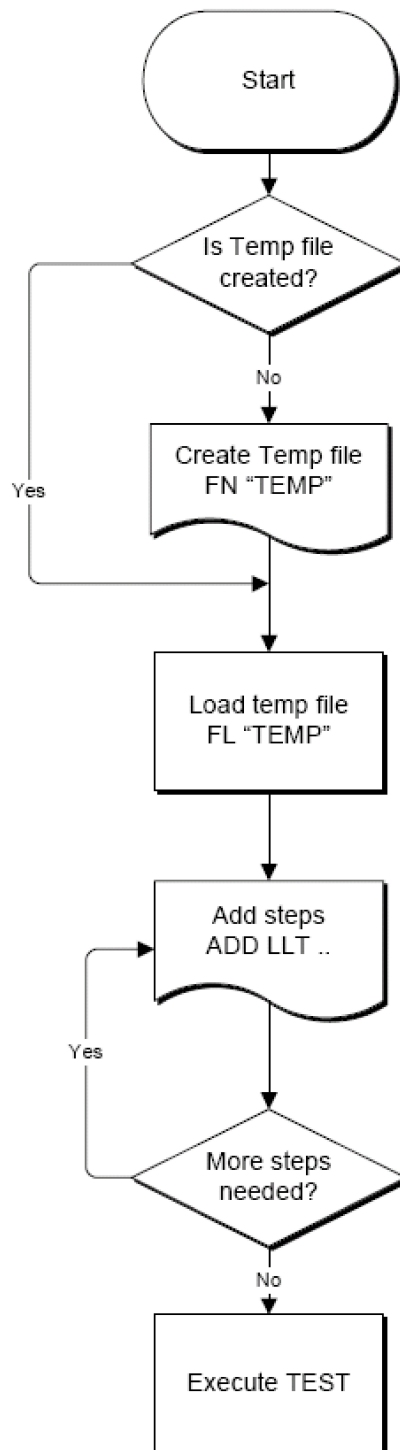 Start
Is Temp file
created?
No
Create Temp file
FN “TEMP”
Yes
Load temp file
FL “TEMP”
Add steps
ADD LLT ..
Yes
More steps
needed?
No
Execute TEST